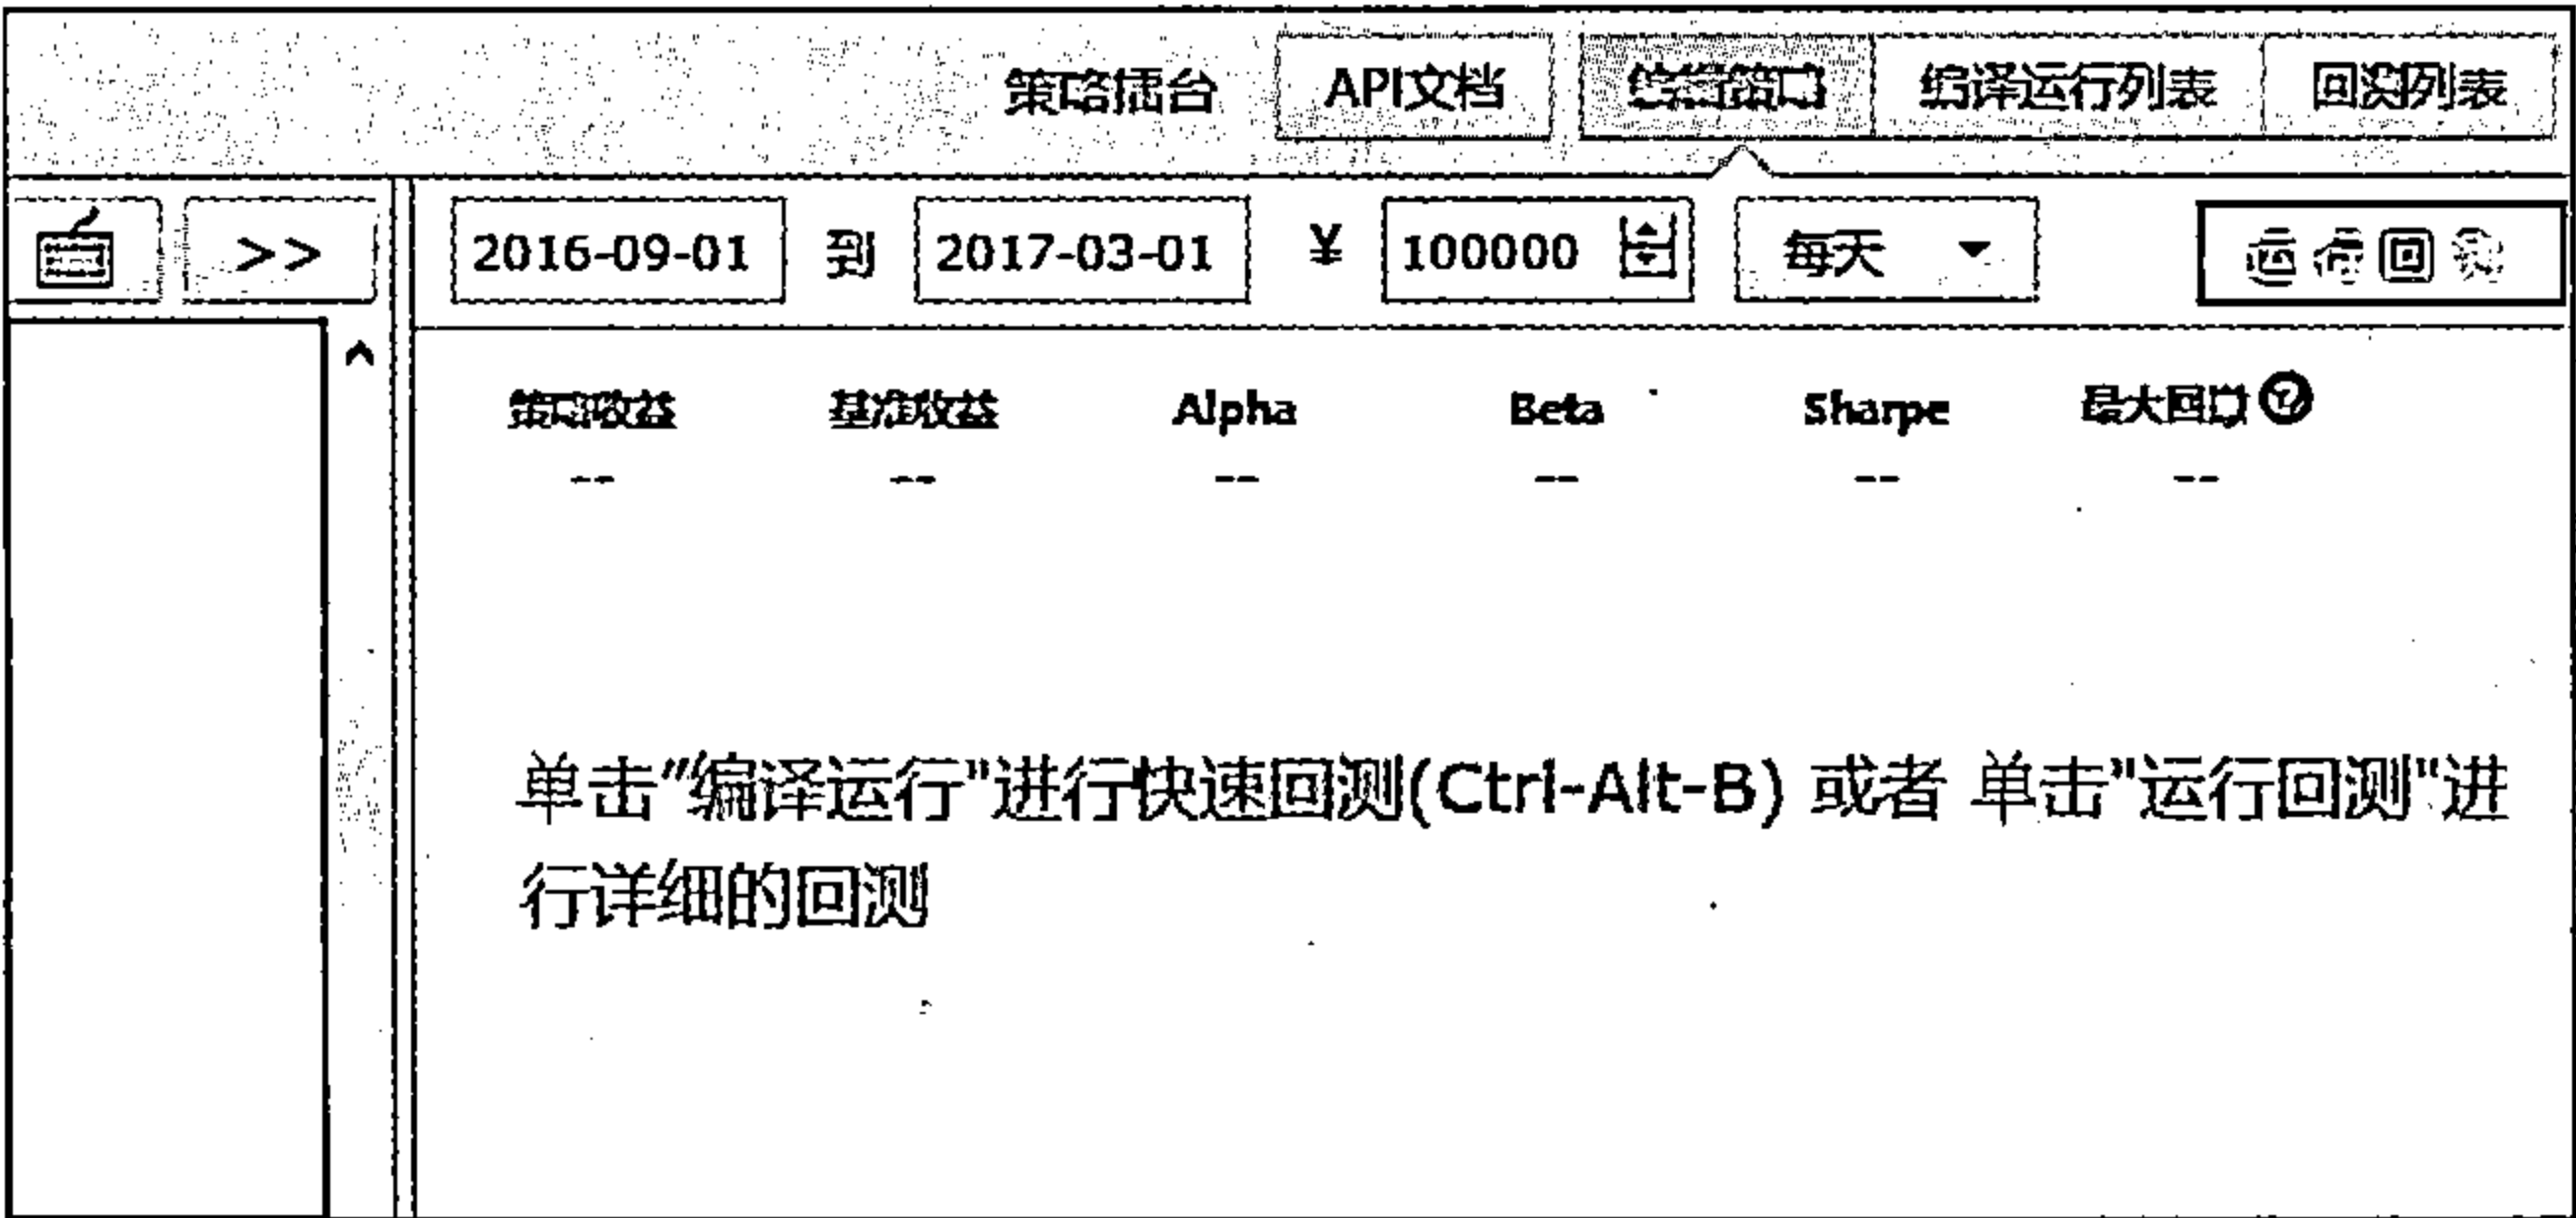 策略擂台 API文档 编辑窗口 编译运行列表 回测列表
>> 2016-09-01 到 2017-03-01 ¥ 100000 每天 运行回测
策略收益 基准收益 Alpha Beta Sharpe 最大回撤
-- -- -- -- -- --
单击"编译运行"进行快速回测(Ctrl-Alt-B) 或者 单击"运行回测"进
行详细的回测